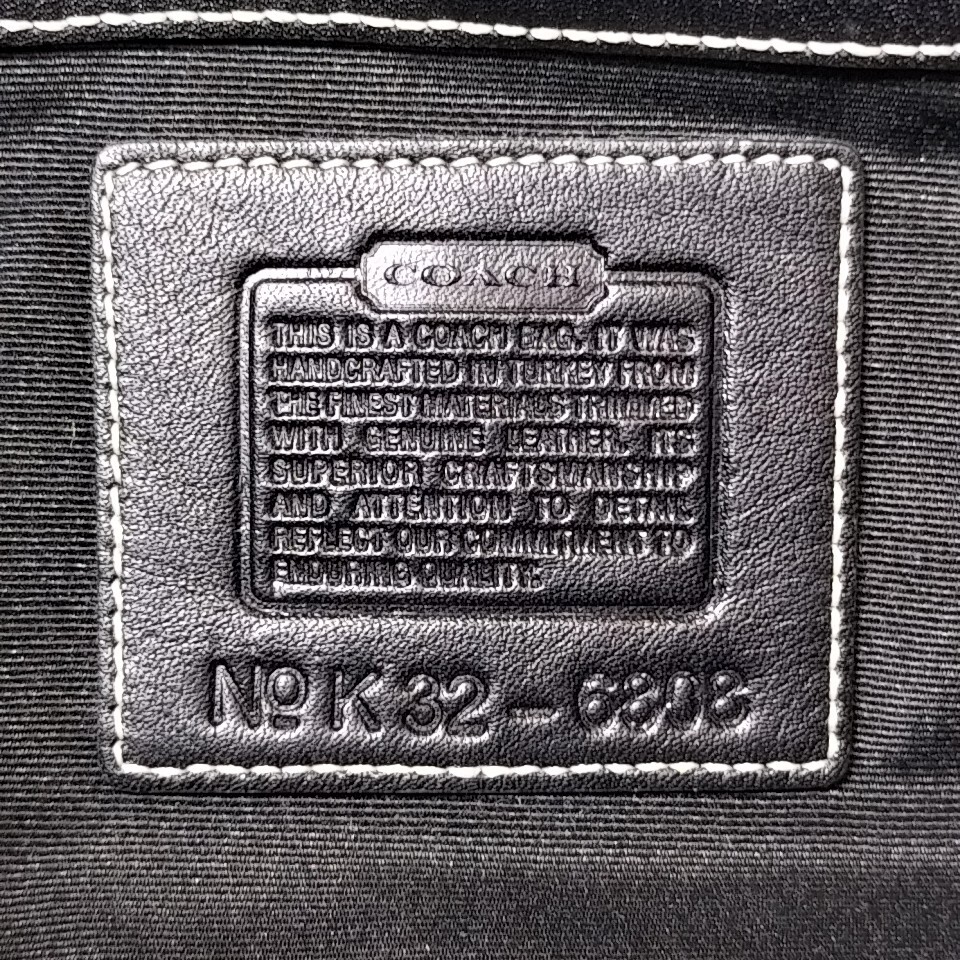 COACH
THIS IS A COACH BAG. IT WAS
HANDCRAFTED IN TURKEY FROM
THE FINEST MATERIALS TRIMMED
WITH GENUINE LEATHER. ITS
SUPERIOR CRAFTSMANSHIP
AND ATTENTION TO DETAIL
REFLECT OUR COMMITMENT TO
ENDURING QUALITY.
No K32-6808